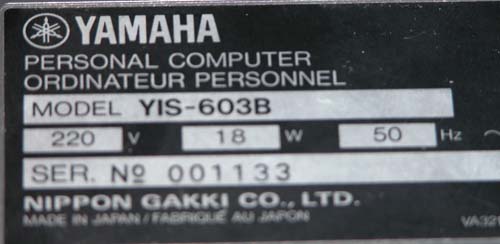 YAMAHA
PERSONAL COMPUTER
ORDINATEUR PERSONNEL
MODEL YIS-603B
220 V 18 W 50 Hz ~
SER. Nº 001133
NIPPON GAKKI CO., LTD.
MADE IN JAPAN / FABRIQUÉ AU JAPON